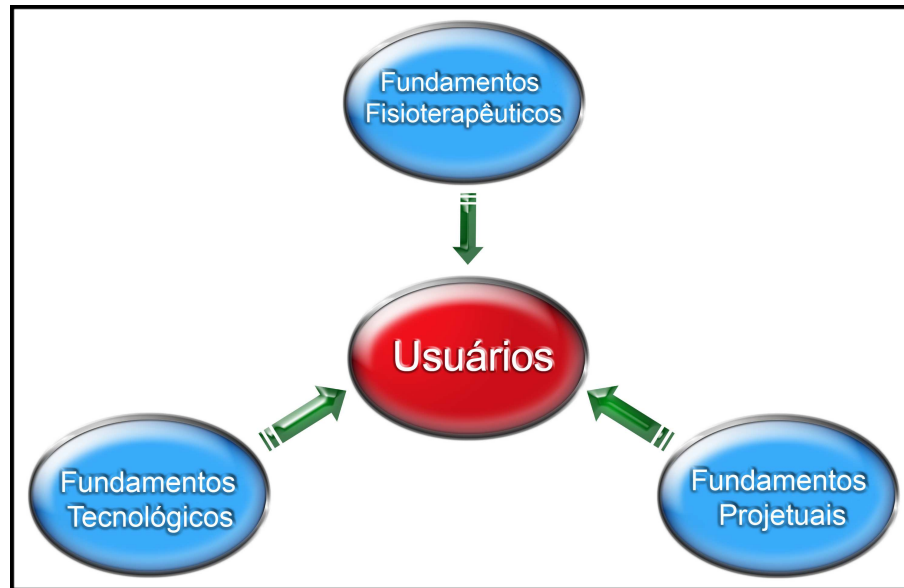 Fundamentos
Fisioterapêuticos
Usuários
Fundamentos
Tecnológicos
Fundamentos
Projetuais